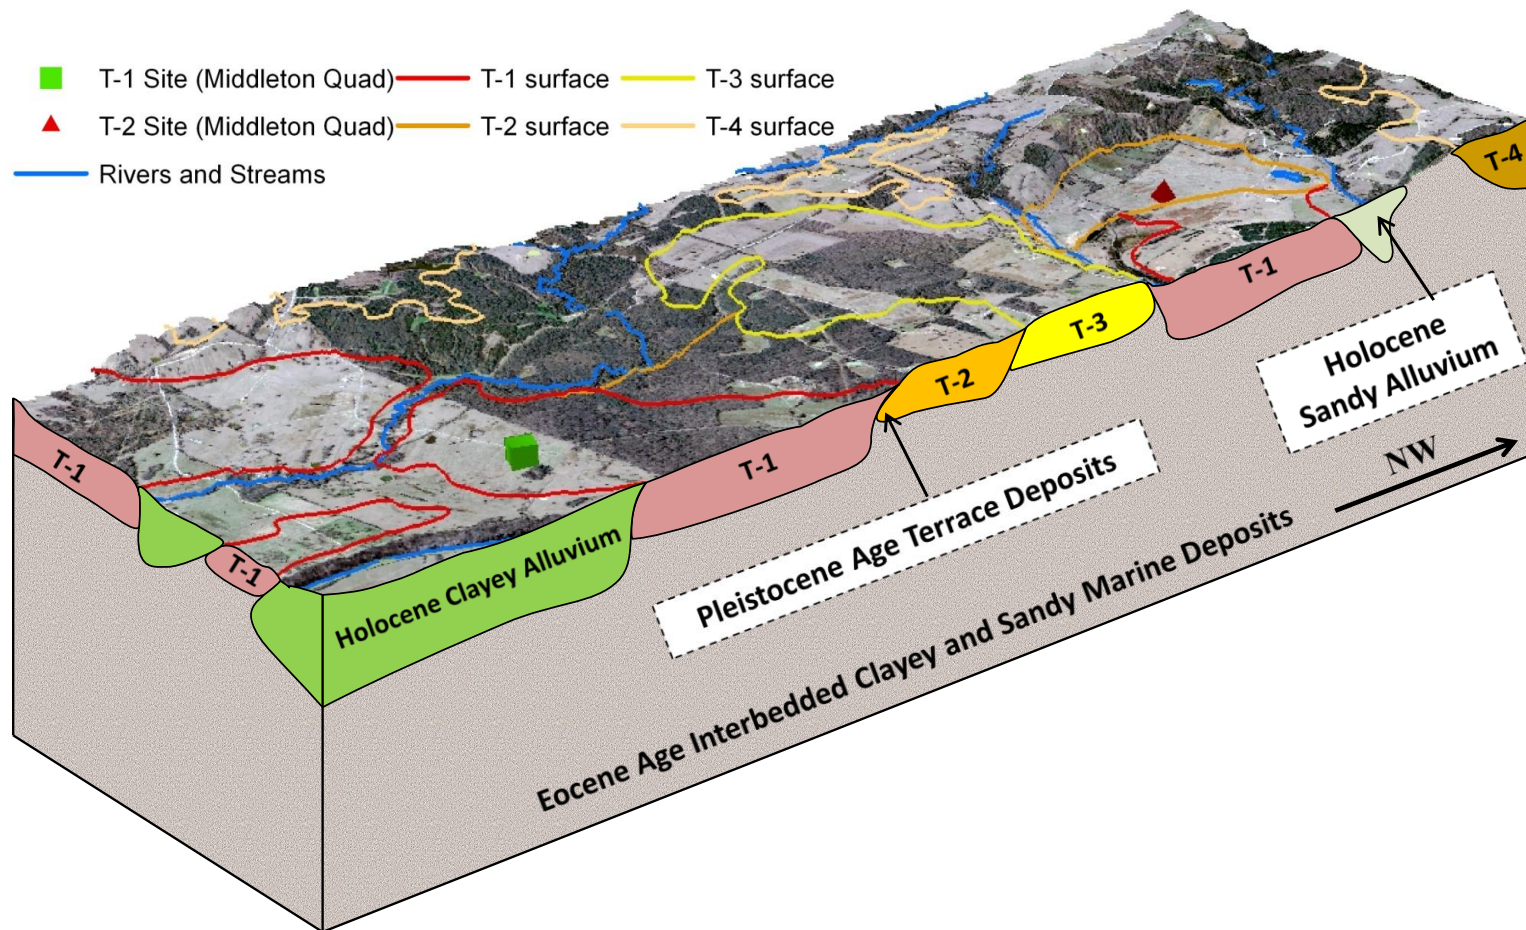 T-1 Site (Middleton Quad)
T-1 surface
T-3 surface
T-2 Site (Middleton Quad)
T-2 surface
T-4 surface
Rivers and Streams
T-4
T-1
T-3
T-2
T-1
T-1
T-1
Holocene
Sandy Alluvium
NW
Holocene Clayey Alluvium
Pleistocene Age Terrace Deposits
Eocene Age Interbedded Clayey and Sandy Marine Deposits